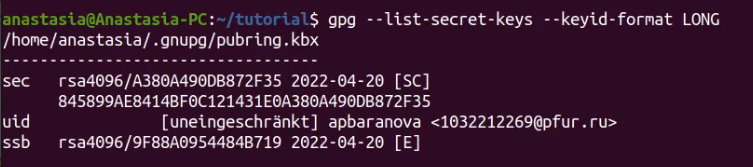 anastasia@Anastasia-PC:~/tutorial$ gpg --list-secret-keys --keyid-format LONG
/home/anastasia/.gnupg/pubring.kbx
----------------------------------
sec   rsa4096/A380A490DB872F35 2022-04-20 [SC]
      845899AE8414BF0C121431E0A380A490DB872F35
uid                 [uneingeschränkt] apbaranova <1032212269@pfur.ru>
ssb   rsa4096/9F88A0954484B719 2022-04-20 [E]